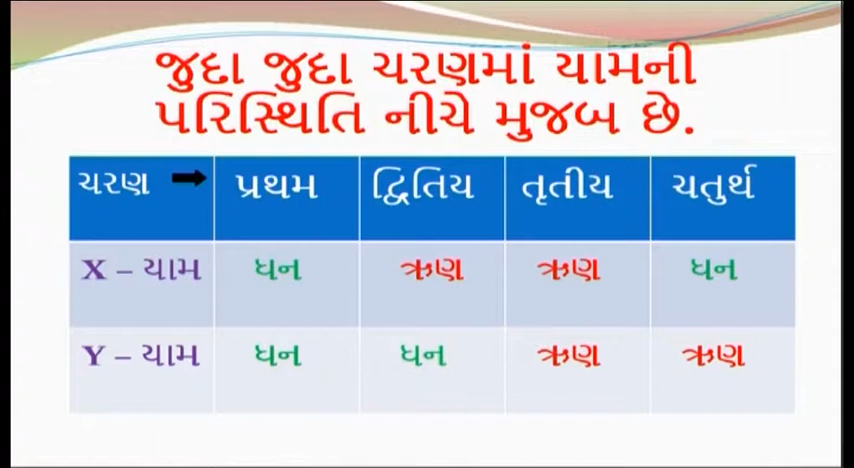 જુદા જુદા ચરણમાં યામની
પરિસ્થિતિ નીચે મુજબ છે.
ચરણ પ્રથમ દ્વિતિય તૃતીય ચતુર્થ
X – યામ ધન ઋણ ઋણ ધન
Y – યામ ધન ધન ઋણ ઋણ